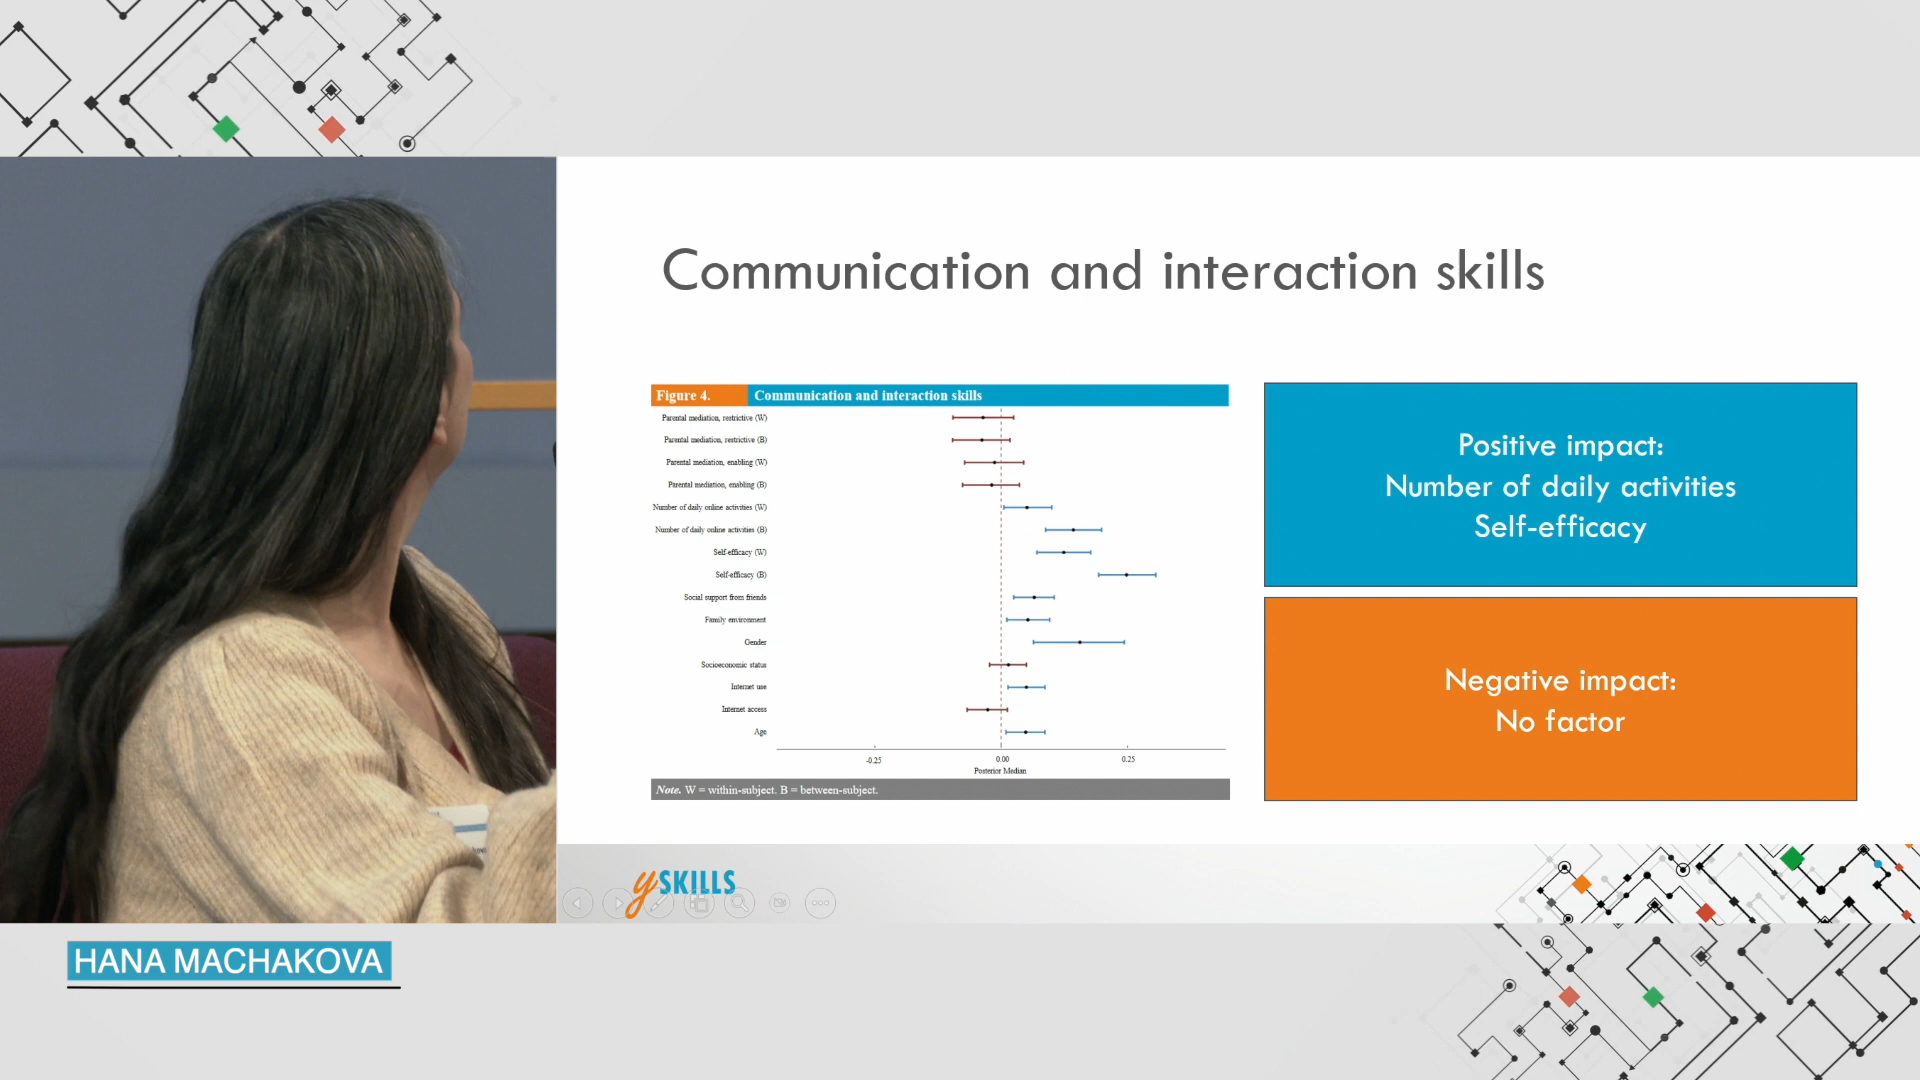 Communication and interaction skills
Figure 4. Communication and interaction skills
Parental mediation, restrictive (W)
Parental mediation, restrictive (B)
Parental mediation, enabling (W)
Parental mediation, enabling (B)
Number of daily online activities (W)
Number of daily online activities (B)
Self-efficacy (W)
Self-efficacy (B)
Social support from friends
Family environment
Gender
Socioeconomic status
Internet use
Internet access
Age
-0.25 0.00 0.25
Posterior Median
Note. W = within-subject. B = between-subject.
Positive impact:
Number of daily activities
Self-efficacy
Negative impact:
No factor
ySKILLS
HANA MACHAKOVA